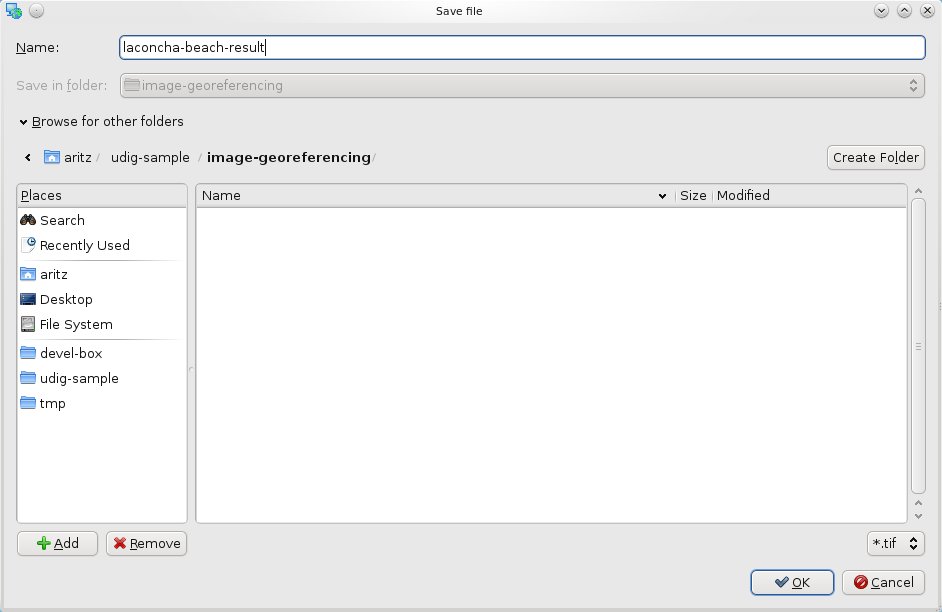 Save file
Name: laconcha-beach-result
Save in folder: image-georeferencing
Browse for other folders
aritz / udig-sample / image-georeferencing / Create Folder
Places Name Size Modified
Search
Recently Used
aritz
Desktop
File System
devel-box
udig-sample
tmp
Add Remove *.tif
OK Cancel